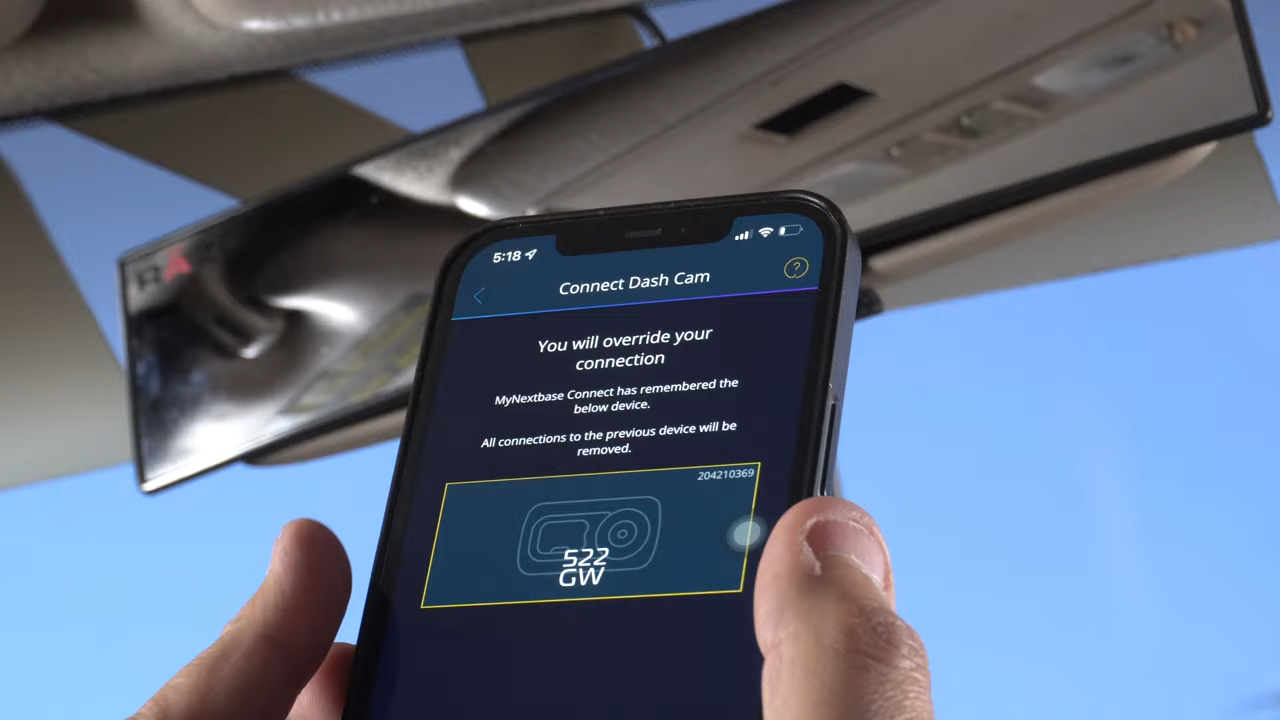 RA
5:18
Connect Dash Cam
?
You will override your
connection
MyNextbase Connect has remembered the
below device.
All connections to the previous device will be
removed.
204210369
522
GW